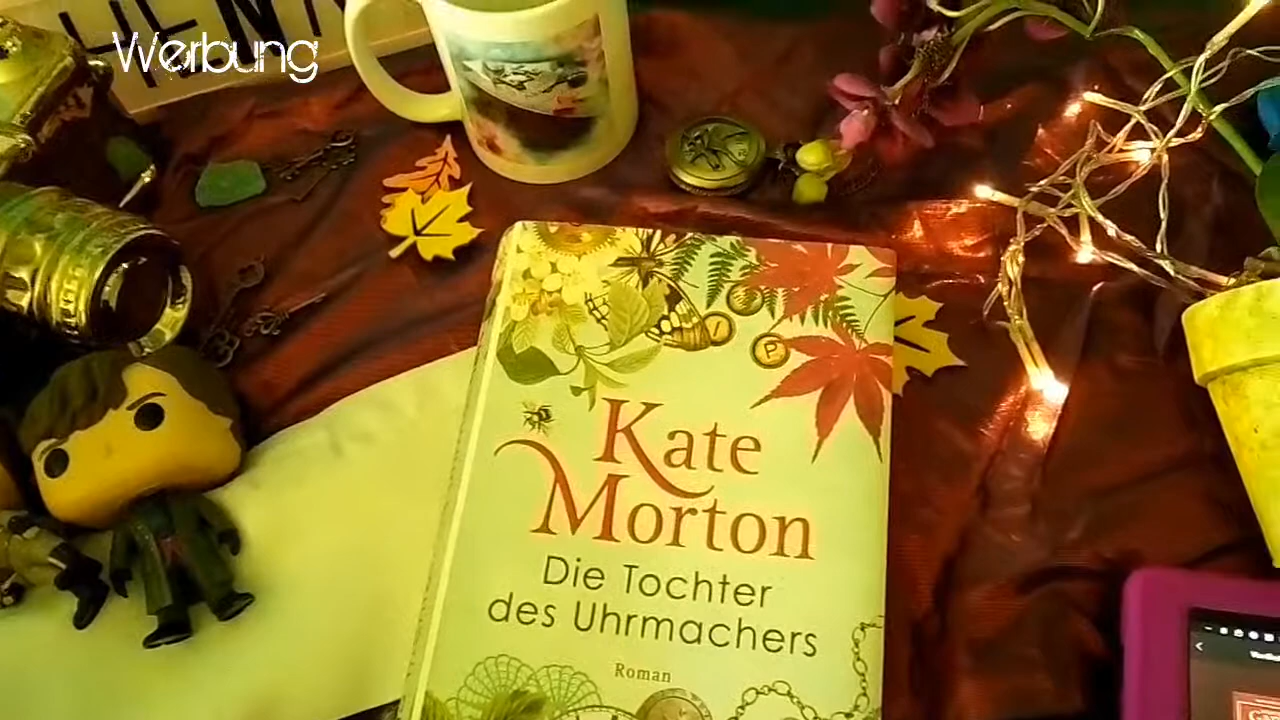 Werbung
Kate
Morton
Die Tochter
des Uhrmachers
Roman